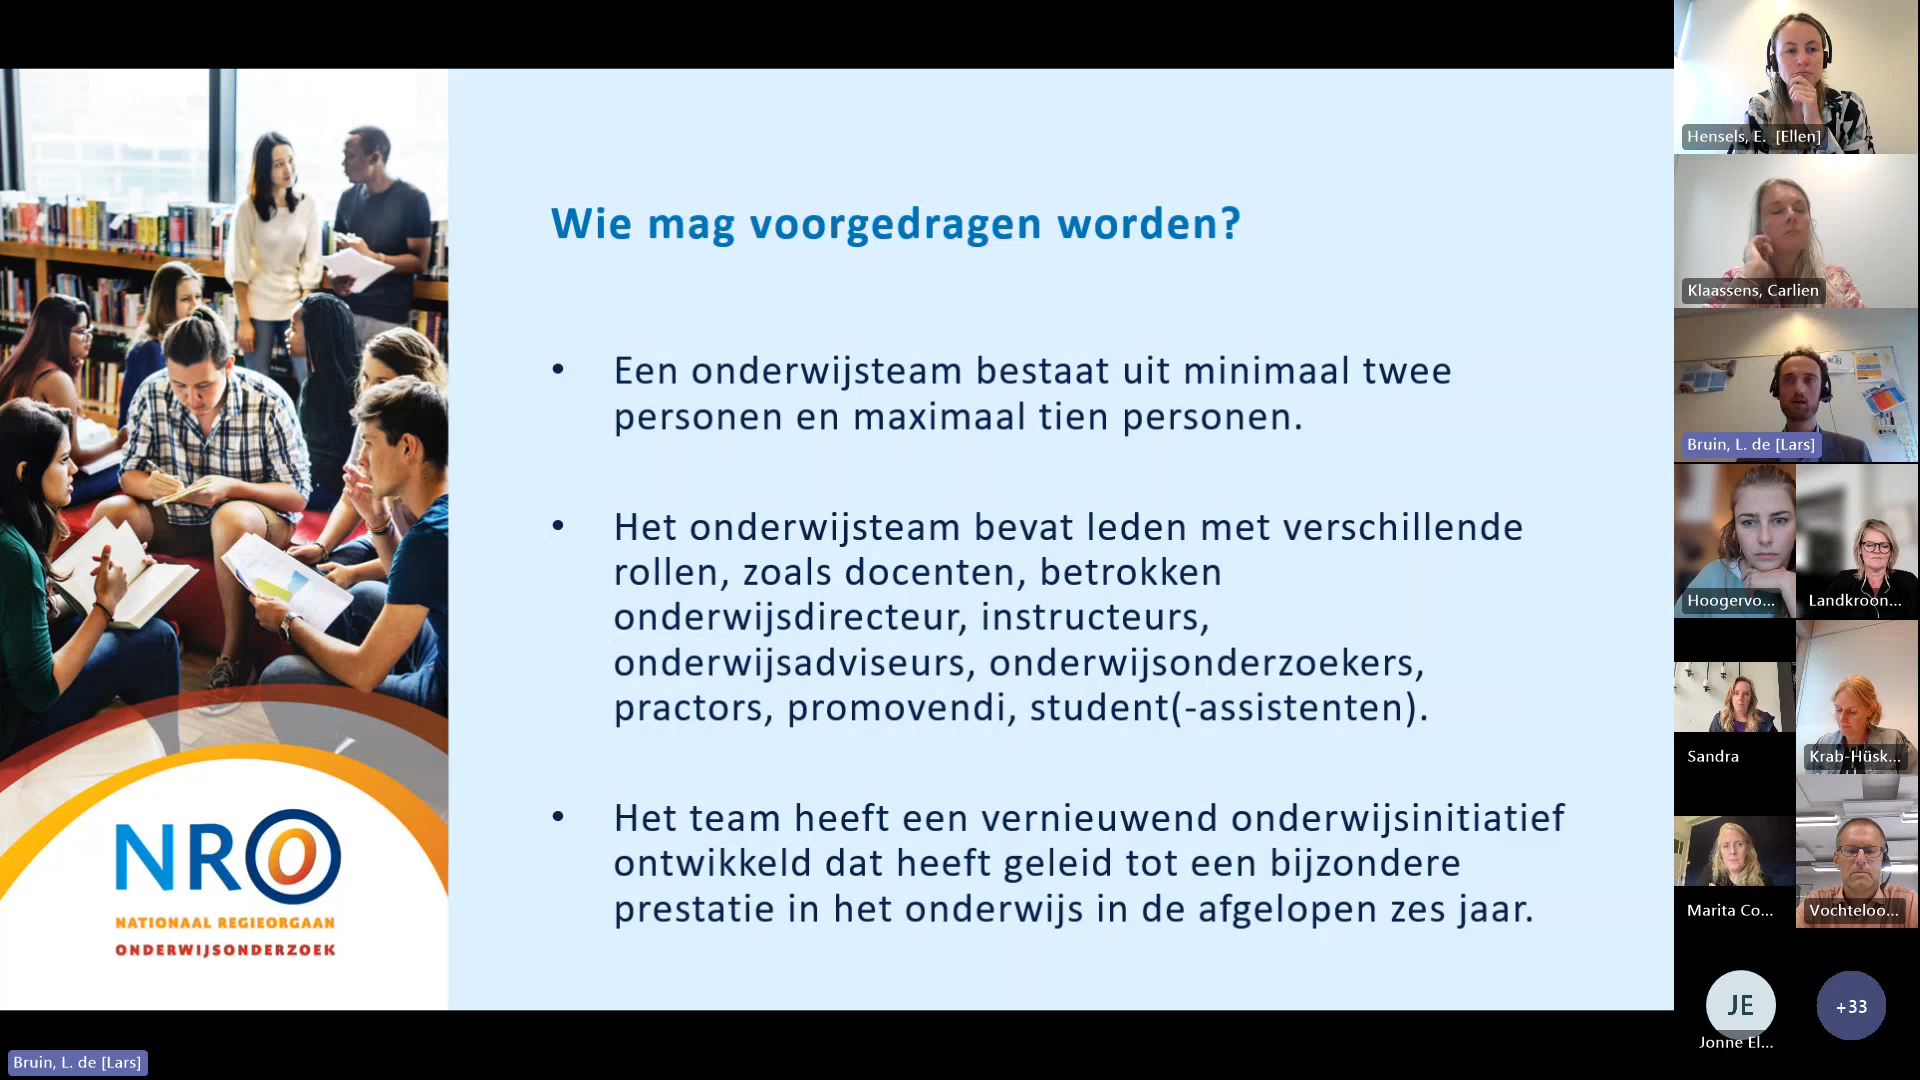 Wie mag voorgedragen worden?
• Een onderwijsteam bestaat uit minimaal twee
personen en maximaal tien personen.
• Het onderwijsteam bevat leden met verschillende
rollen, zoals docenten, betrokken
onderwijsdirecteur, instructeurs,
onderwijsadviseurs, onderwijsonderzoekers,
practors, promovendi, student(-assistenten).
• Het team heeft een vernieuwend onderwijsinitiatief
ontwikkeld dat heeft geleid tot een bijzondere
prestatie in het onderwijs in de afgelopen zes jaar.
NRO
NATIONAAL REGIEORGAAN
ONDERWIJSONDERZOEK
Bruin, L. de [Lars]
Hensels, E. [Ellen]
Klaassens, Carlien
Bruin, L. de [Lars]
Hoogervo...
Landkroon...
Sandra
Krab-Hüsk...
Marita Co...
Vochteloo...
JE
Jonne El...
+33